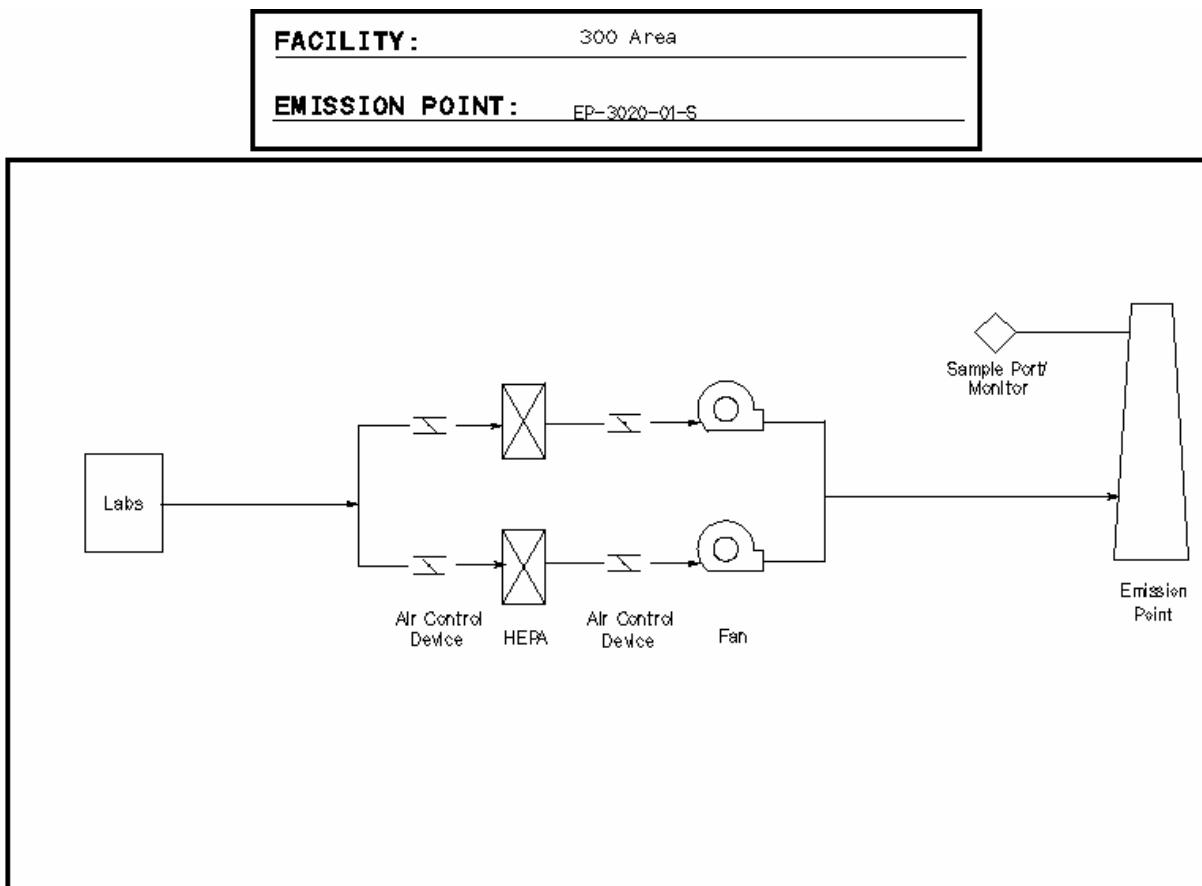 FACILITY: 300 Area
EMISSION POINT: EP-3020-01-S
Sample Port/
Monitor
Labs
Air Control
Device
HEPA
Air Control
Device
Fan
Emission
Point